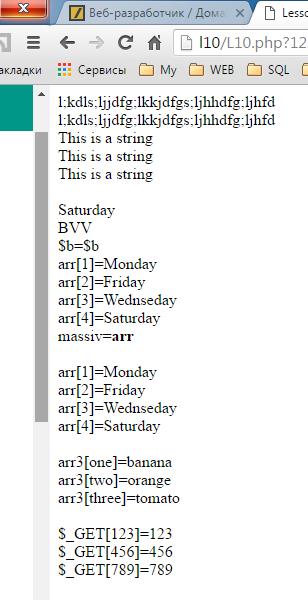 Веб-разработчик / Дома
Lesso
l10/L10.php?12
акладки
Сервисы
My
WEB
SQL
l;kdls;ljjdfg;lkkjdfgs;ljhhdfg;ljhfd
l;kdls;ljjdfg;lkkjdfgs;ljhhdfg;ljhfd
This is a string
This is a string
This is a string
Saturday
BVV
$b=$b
arr[1]=Monday
arr[2]=Friday
arr[3]=Wednseday
arr[4]=Saturday
massiv=arr
arr[1]=Monday
arr[2]=Friday
arr[3]=Wednseday
arr[4]=Saturday
arr3[one]=banana
arr3[two]=orange
arr3[three]=tomato
$_GET[123]=123
$_GET[456]=456
$_GET[789]=789